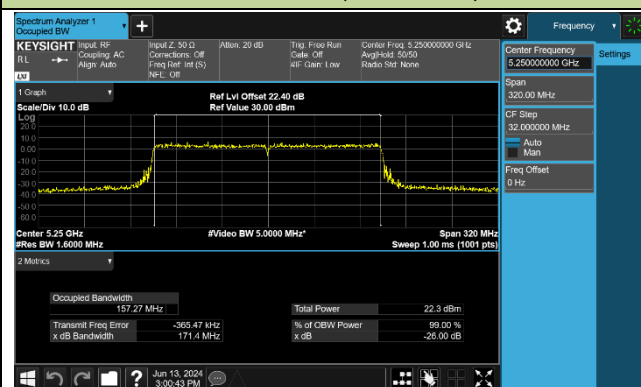 Spectrum Analyzer 1
Occupied BW
Frequency
KEYSIGHT
Input: RF
Coupling: AC
Align: Auto
Input Z: 50 Ω
Corrections: Off
Freq Ref: Int (S)
NFE: Off
Atten: 20 dB
Trig: Free Run
Gate: Off
#IF Gain: Low
Center Freq: 5.250000000 GHz
Avg|Hold: 50/50
Radio Std: None
RL
LXI
Center Frequency
5.250000000 GHz
Settings
Span
320.00 MHz
CF Step
32.000000 MHz
Auto
Man
Freq Offset
0 Hz
1 Graph
Scale/Div 10.0 dB
Ref Lvl Offset 22.40 dB
Ref Value 30.00 dBm
Log
20.0
10.0
0.00
-10.0
-20.0
-30.0
-40.0
-50.0
-60.0
Center 5.25 GHz
#Res BW 1.6000 MHz
#Video BW 5.0000 MHz*
Span 320 MHz
Sweep 1.00 ms (1001 pts)
2 Metrics
Occupied Bandwidth
157.27 MHz
Total Power 22.3 dBm
Transmit Freq Error -365.47 kHz
% of OBW Power 99.00 %
x dB Bandwidth 171.4 MHz
x dB -26.00 dB
Jun 13, 2024
3:00:43 PM